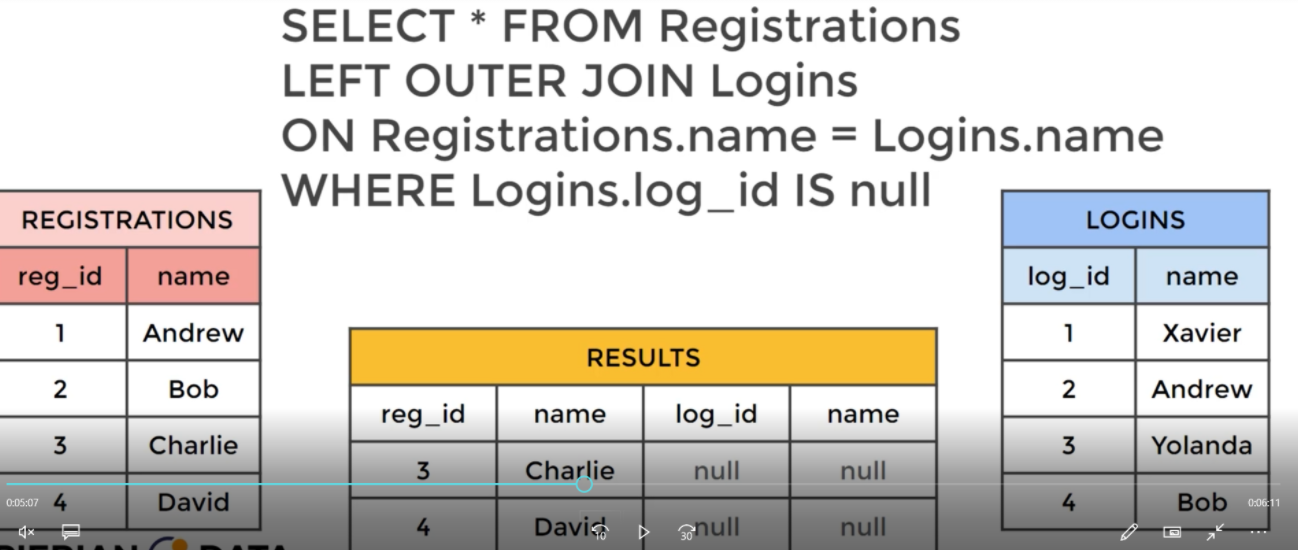 SELECT * FROM Registrations
LEFT OUTER JOIN Logins
ON Registrations.name = Logins.name
WHERE Logins.log_id IS null
REGISTRATIONS
reg_id name
1 Andrew
2 Bob
3 Charlie
4 David
RESULTS
reg_id name log_id name
3 Charlie null null
4 David null null
LOGINS
log_id name
1 Xavier
2 Andrew
3 Yolanda
4 Bob
0:05:07
0:06:11
10
30
DATA